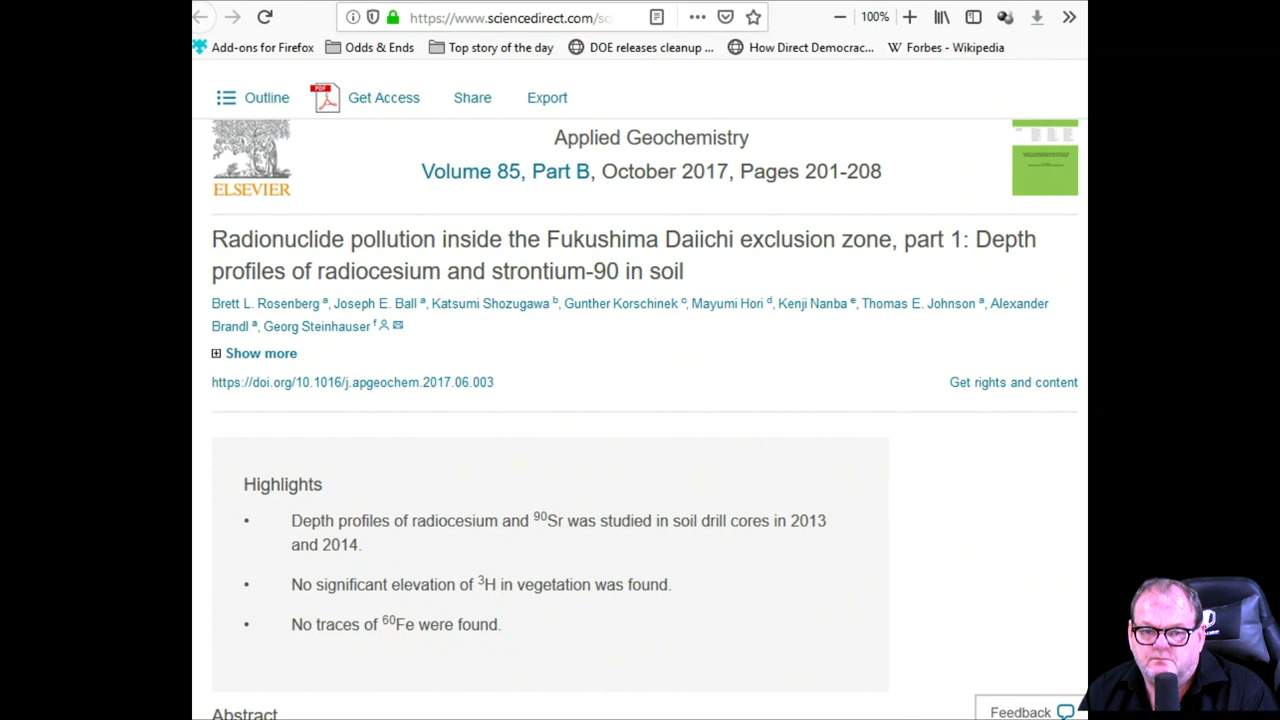 https://www.sciencedirect.com/sc
100%
Add-ons for Firefox
Odds & Ends
Top story of the day
DOE releases cleanup ...
How Direct Democrac...
W Forbes - Wikipedia
Outline
PDF
Get Access
Share
Export
Applied Geochemistry
Volume 85, Part B, October 2017, Pages 201-208
ELSEVIER
Radionuclide pollution inside the Fukushima Daiichi exclusion zone, part 1: Depth
profiles of radiocesium and strontium-90 in soil
Brett L. Rosenberg ᵃ, Joseph E. Ball ᵃ, Katsumi Shozugawa ᵇ, Gunther Korschinek ᶜ, Mayumi Hori ᵈ, Kenji Nanba ᵉ, Thomas E. Johnson ᵃ, Alexander
Brandl ᵃ, Georg Steinhauser ᶠ
Show more
https://doi.org/10.1016/j.apgeochem.2017.06.003
Get rights and content
Highlights
• Depth profiles of radiocesium and ⁹⁰Sr was studied in soil drill cores in 2013
and 2014.
• No significant elevation of ³H in vegetation was found.
• No traces of ⁶⁰Fe were found.
Abstract
Feedback